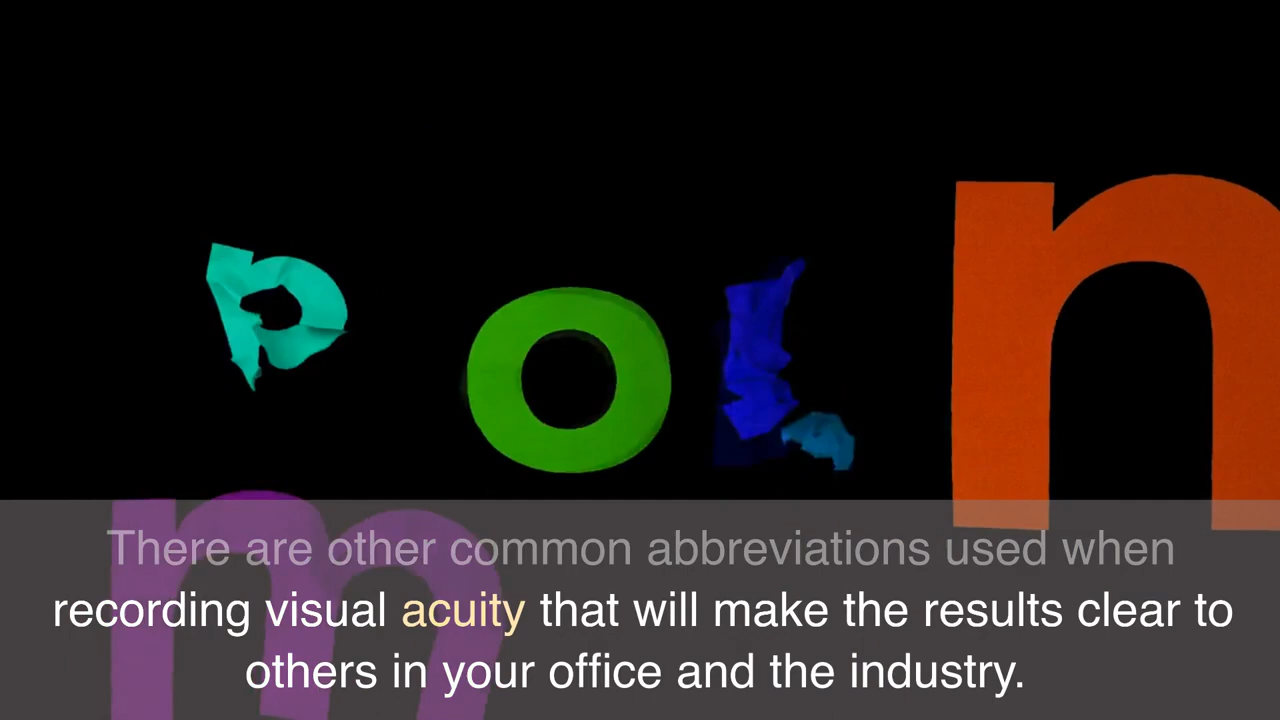 p o l n
m
There are other common abbreviations used when
recording visual acuity that will make the results clear to
others in your office and the industry.